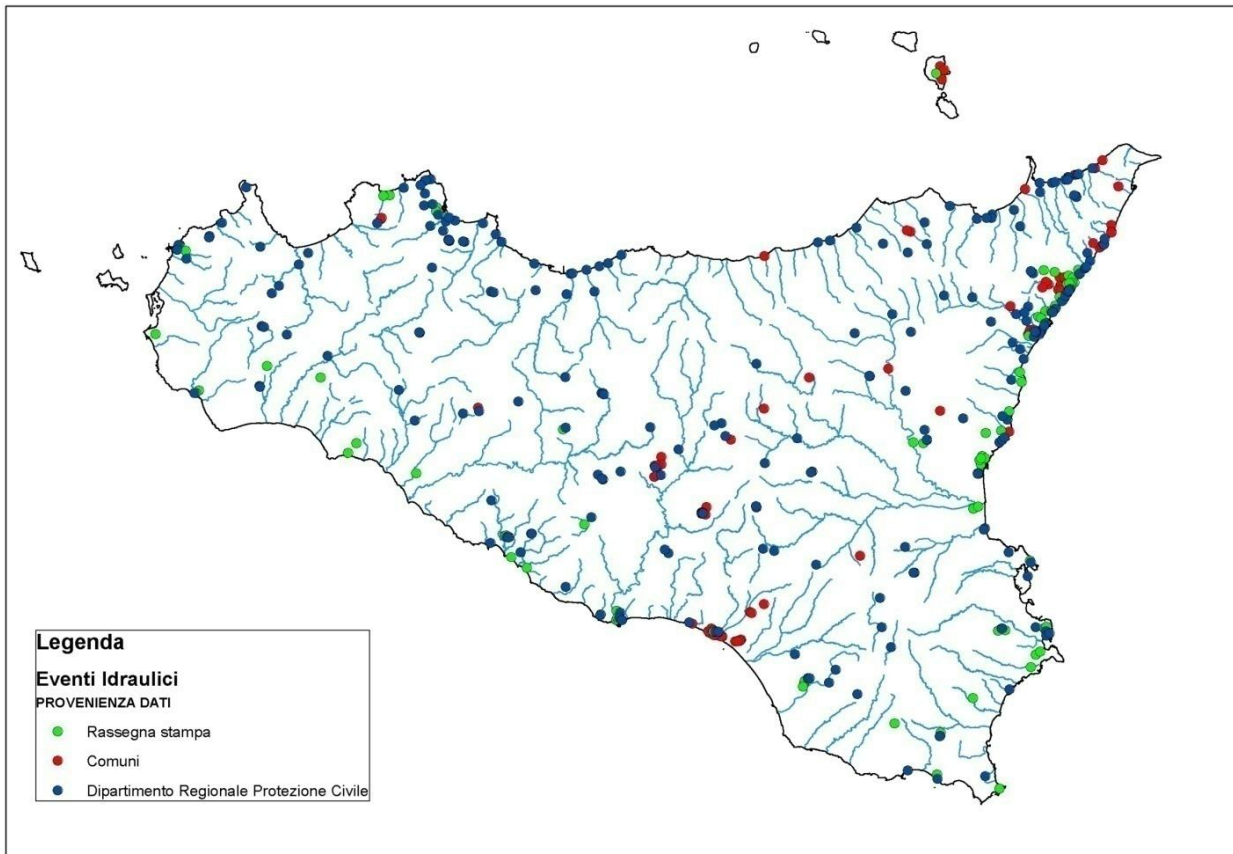 Legenda
Eventi Idraulici
PROVENIENZA DATI
Rassegna stampa
Comuni
Dipartimento Regionale Protezione Civile